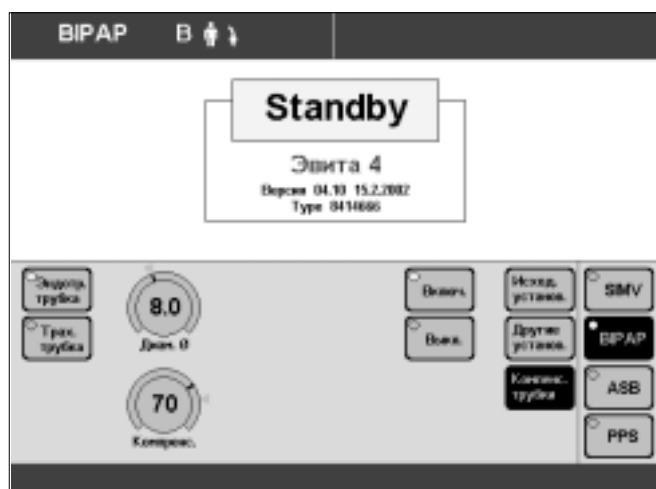 BIPAP B
Standby
Эвита 4
Версия 04.10 15.2.2002
Type 8414666
Эндотр. трубка
Трах. трубка
8.0
Диам. Ø
70
Компенс.
Включ.
Выкл.
Исход. установ.
Другие установ.
Компенс. трубки
SIMV
BIPAP
ASB
PPS